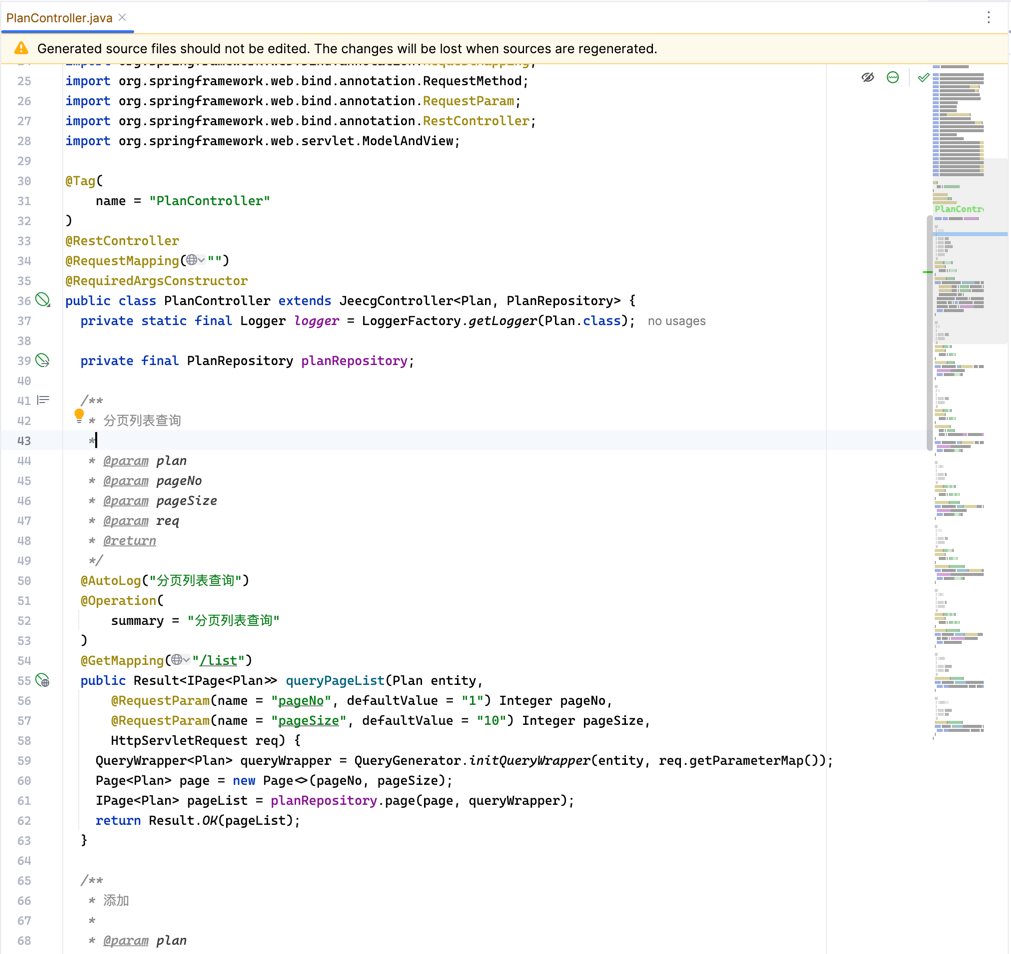 PlanController.java
Generated source files should not be edited. The changes will be lost when sources are regenerated.
25 import org.springframework.web.bind.annotation.RequestMethod;
26 import org.springframework.web.bind.annotation.RequestParam;
27 import org.springframework.web.bind.annotation.RestController;
28 import org.springframework.web.servlet.ModelAndView;
29
30 @Tag(
31     name = "PlanController"
32 )
33 @RestController
34 @RequestMapping("")
35 @RequiredArgsConstructor
36 public class PlanController extends JeecgController<Plan, PlanRepository> {
37   private static final Logger logger = LoggerFactory.getLogger(Plan.class); no usages
38
39   private final PlanRepository planRepository;
40
41   /**
42    * 分页列表查询
43    *
44    * @param plan
45    * @param pageNo
46    * @param pageSize
47    * @param req
48    * @return
49    */
50   @AutoLog("分页列表查询")
51   @Operation(
52       summary = "分页列表查询"
53   )
54   @GetMapping("/list")
55   public Result<IPage<Plan>> queryPageList(Plan entity,
56       @RequestParam(name = "pageNo", defaultValue = "1") Integer pageNo,
57       @RequestParam(name = "pageSize", defaultValue = "10") Integer pageSize,
58       HttpServletRequest req) {
59     QueryWrapper<Plan> queryWrapper = QueryGenerator.initQueryWrapper(entity, req.getParameterMap());
60     Page<Plan> page = new Page<>(pageNo, pageSize);
61     IPage<Plan> pageList = planRepository.page(page, queryWrapper);
62     return Result.OK(pageList);
63   }
64
65   /**
66    * 添加
67    *
68    * @param plan
PlanContr